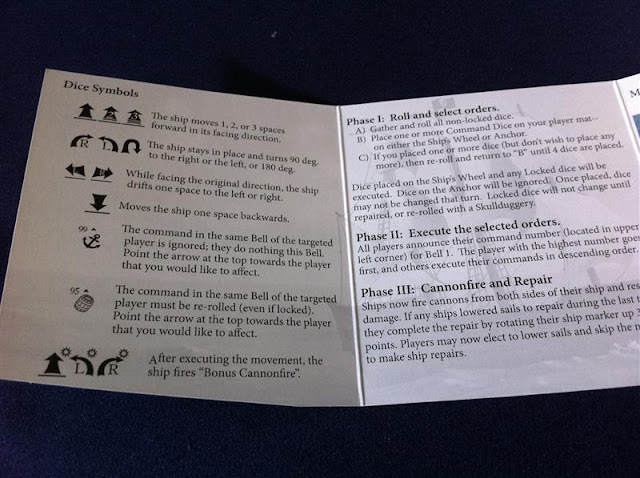 Dice Symbols
The ship moves 1, 2, or 3 spaces
forward in its facing direction.
R L
The ship stays in place and turns 90 deg.
to the right or the left, or 180 deg.
While facing the original direction, the ship
drifts one space to the left or right.
Moves the ship one space backwards.
99
The command in the same Bell of the targeted
player is ignored; they do nothing this Bell.
Point the arrow at the top towards the player
that you would like to affect.
95
The command in the same Bell of the targeted
player must be re-rolled (even if locked).
Point the arrow at the top towards the player
that you would like to affect.
L R
After executing the movement, the
ship fires "Bonus Cannonfire".
Phase I: Roll and select orders.
A) Gather and roll all non-locked dice.
B) Place one or more Command Dice on your player mat--
on either the Ship's Wheel or Anchor.
C) If you placed one or more dice (but don't wish to place any
more), then re-roll and return to "B" until 4 dice are placed.
Dice placed on the Ship's Wheel and any Locked dice will be
executed. Dice on the Anchor will be ignored. Once placed, dice
may not be changed that turn. Locked dice will not change until
repaired, or re-rolled with a Skullduggery.
Phase II: Execute the selected orders.
All players announce their command number (located in upper
left corner) for Bell 1. The player with the highest number goes
first, and others execute their commands in descending order.
Phase III: Cannonfire and Repair
Ships now fire cannons from both sides of their ship and
damage. If any ships lowered sails to repair during the last
they complete the repair by rotating their ship marker up 3
points. Players may now elect to lower sails and skip the
to make ship repairs.